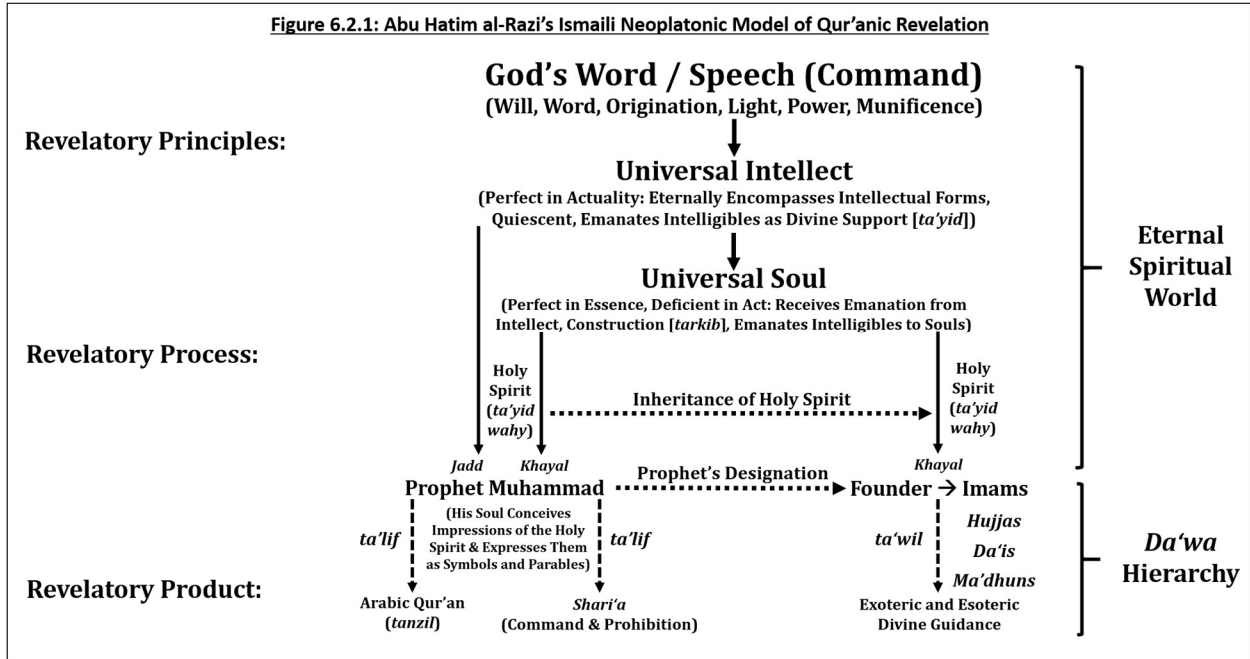 Figure 6.2.1: Abu Hatim al-Razi's Ismaili Neoplatonic Model of Qur'anic Revelation
God's Word / Speech (Command)
(Will, Word, Origination, Light, Power, Munificence)
Revelatory Principles:
Universal Intellect
(Perfect in Actuality: Eternally Encompasses Intellectual Forms,
Quiescent, Emanates Intelligibles as Divine Support [ta'yid])
Universal Soul
(Perfect in Essence, Deficient in Act: Receives Emanation from
Intellect, Construction [tarkib], Emanates Intelligibles to Souls)
Eternal
Spiritual
World
Revelatory Process:
Holy
Spirit
(ta'yid
wahy)
Inheritance of Holy Spirit
Holy
Spirit
(ta'yid
wahy)
Jadd
Khayal
Khayal
Prophet Muhammad
Prophet's Designation
Founder → Imams
(His Soul Conceives
Impressions of the Holy
Spirit & Expresses Them
as Symbols and Parables)
ta'lif
ta'lif
ta'wil
Hujjas
Da'is
Ma'dhuns
Da'wa
Hierarchy
Revelatory Product:
Arabic Qur'an
(tanzil)
Shari'a
(Command & Prohibition)
Exoteric and Esoteric
Divine Guidance